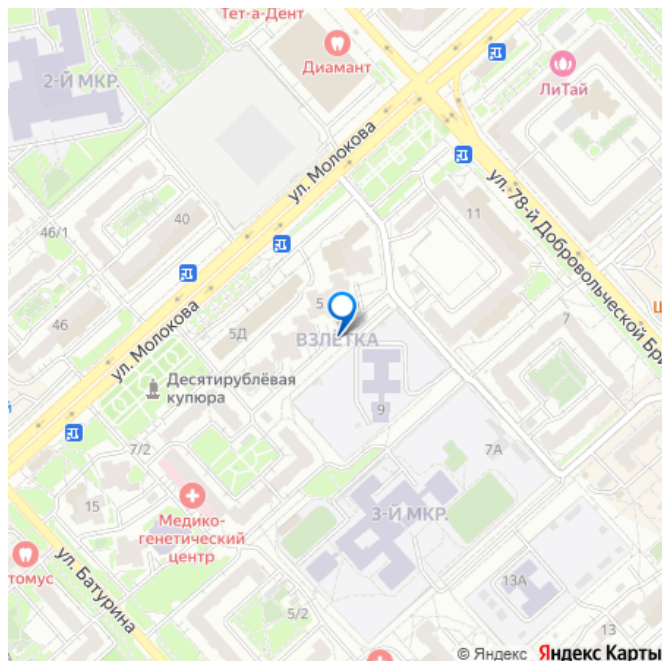 Тет-а-Дент
Диамант
2-Й МКР.
ЛиТай
ул. Молокова
ул. 78-й Добровольческой Бри
40
11
46/1
5
7
46
5Д
ВЗЛЁТКА
ул. Молокова
Десятирублёвая
купюра
й
9
7/2
7А
15
3-Й МКР.
Медико-
генетический
центр
томус
ул. Батурина
13А
5/2
13
© Яндекс Яндекс Карты